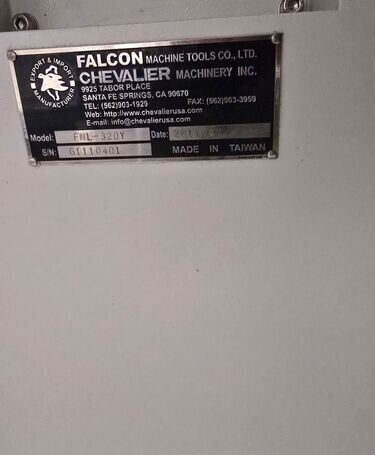 EXPORT & IMPORT
MANUFACTURER
FALCON MACHINE TOOLS CO., LTD.
CHEVALIER MACHINERY INC.
9925 TABOR PLACE
SANTA FE SPRINGS, CA 90670
TEL: (562)903-1929 FAX: (562)903-3959
Web: http://www.chevalierusa.com
E-mail: info@chevalierusa.com
Model: FNL-320Y Date:
S/N: G1110401 MADE IN TAIWAN